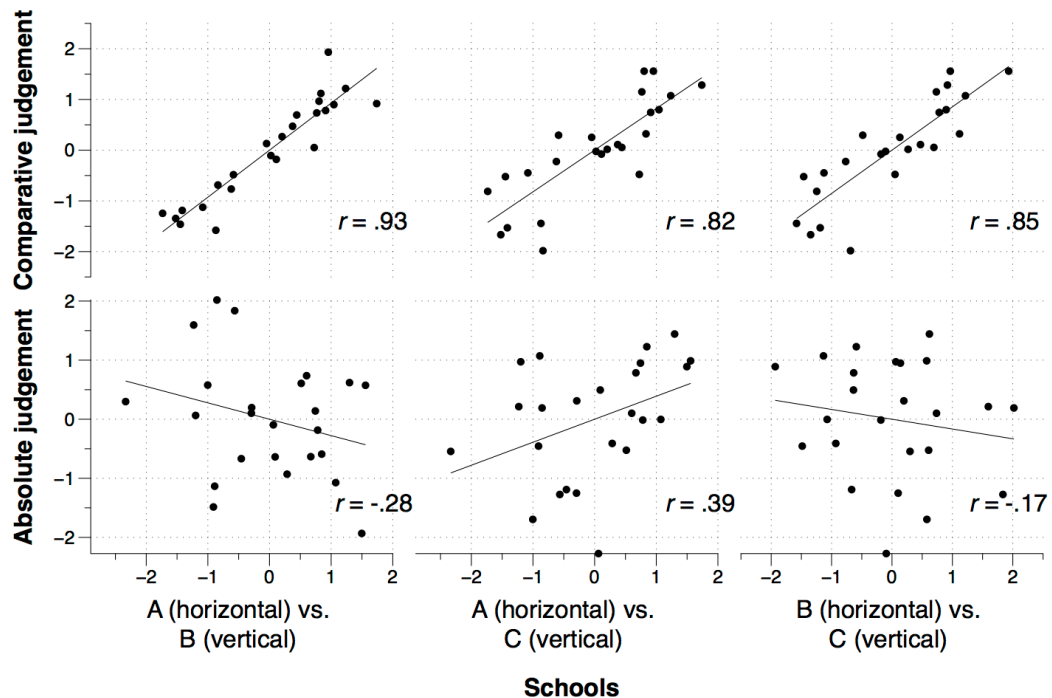 Comparative judgement
2
1
0
−1
−2
r = .93
r = .82
r = .85
Absolute judgement
2
1
0
−1
−2
r = -.28
r = .39
r = -.17
−2 −1 0 1 2 −2 −1 0 1 2 −2 −1 0 1 2
A (horizontal) vs. A (horizontal) vs. B (horizontal) vs.
B (vertical) C (vertical) C (vertical)
Schools